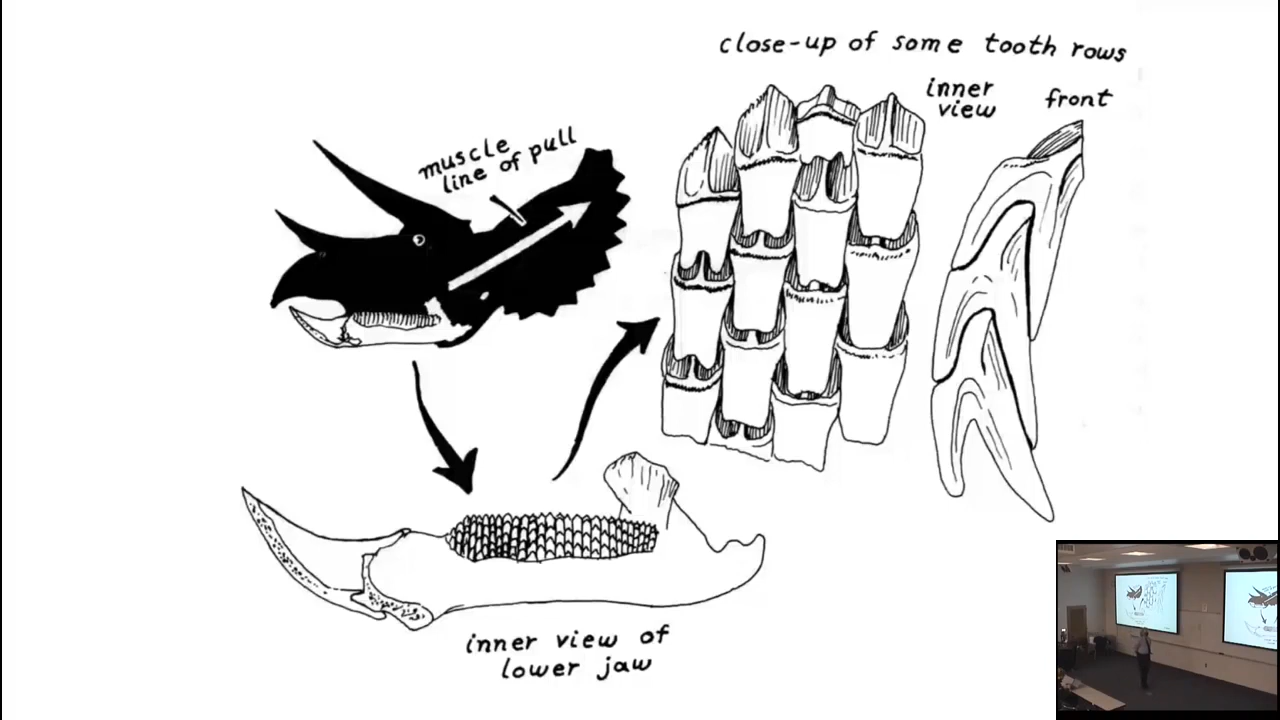 close-up of some tooth rows
inner
view
front
muscle
line of pull
inner view of
lower jaw